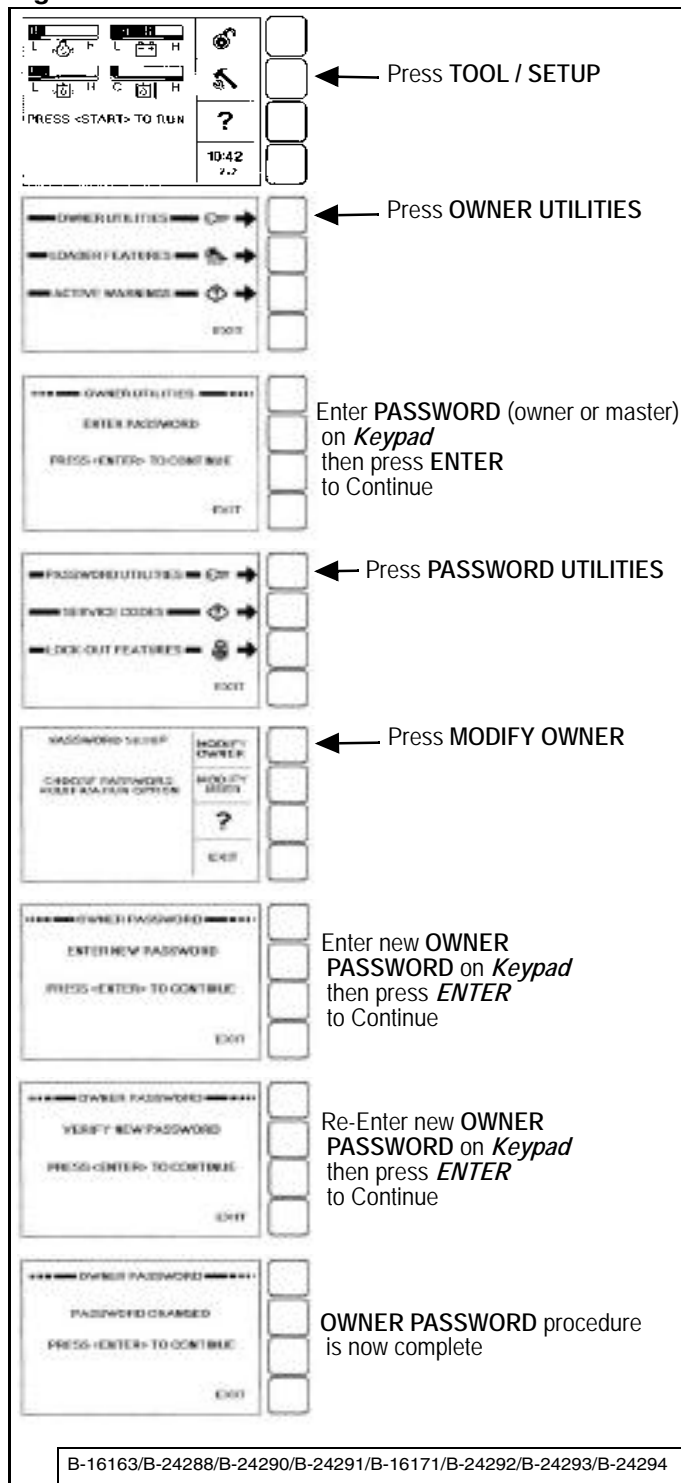 L H L H
L H C H
PRESS <START> TO RUN
?
10:42
Press TOOL / SETUP
OWNER UTILITIES
LOADER FEATURES
ACTIVE WARNINGS
EXIT
Press OWNER UTILITIES
OWNER UTILITIES
ENTER PASSWORD
PRESS <ENTER> TO CONTINUE
EXIT
Enter PASSWORD (owner or master)
on Keypad
then press ENTER
to Continue
PASSWORD UTILITIES
SERVICE CODES
LOCK OUT FEATURES
EXIT
Press PASSWORD UTILITIES
PASSWORD SETUP
CHOOSE PASSWORD
MODIFICATION OPTION
MODIFY
OWNER
MODIFY
USER
?
EXIT
Press MODIFY OWNER
OWNER PASSWORD
ENTER NEW PASSWORD
PRESS <ENTER> TO CONTINUE
EXIT
Enter new OWNER
PASSWORD on Keypad
then press ENTER
to Continue
OWNER PASSWORD
VERIFY NEW PASSWORD
PRESS <ENTER> TO CONTINUE
EXIT
Re-Enter new OWNER
PASSWORD on Keypad
then press ENTER
to Continue
OWNER PASSWORD
PASSWORD CHANGED
PRESS <ENTER> TO CONTINUE
EXIT
OWNER PASSWORD procedure
is now complete
B-16163/B-24288/B-24290/B-24291/B-16171/B-24292/B-24293/B-24294